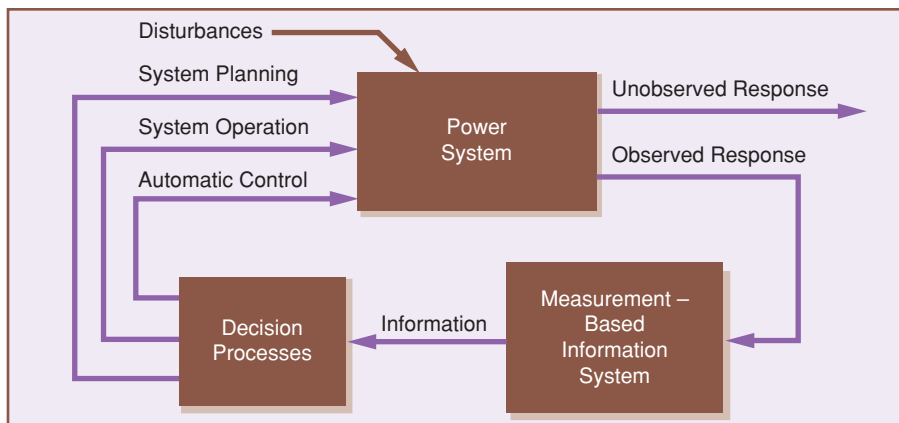 Disturbances
System Planning
Unobserved Response
Power
System
System Operation
Observed Response
Automatic Control
Measurement –
Based
Information
System
Information
Decision
Processes